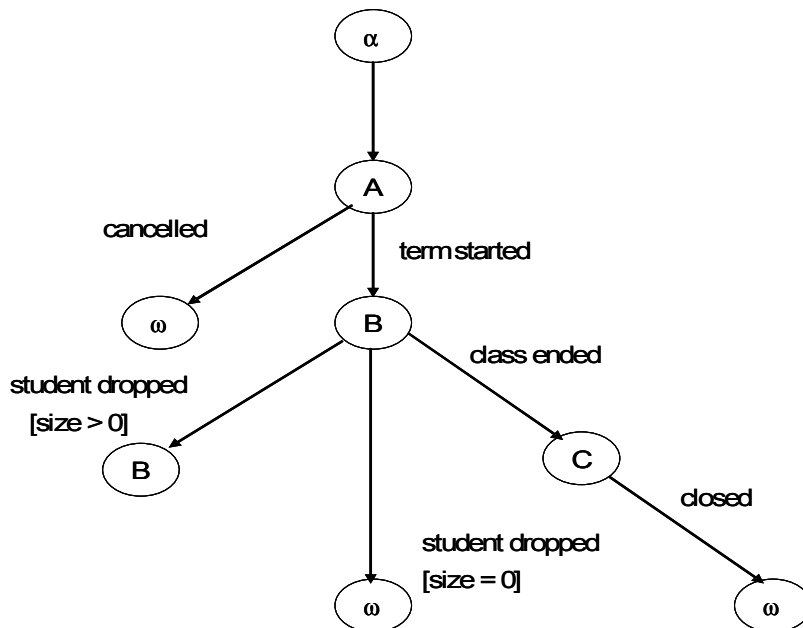 α
A
cancelled
term started
ω
B
class ended
student dropped
[size > 0]
B
C
closed
student dropped
[size = 0]
ω
ω